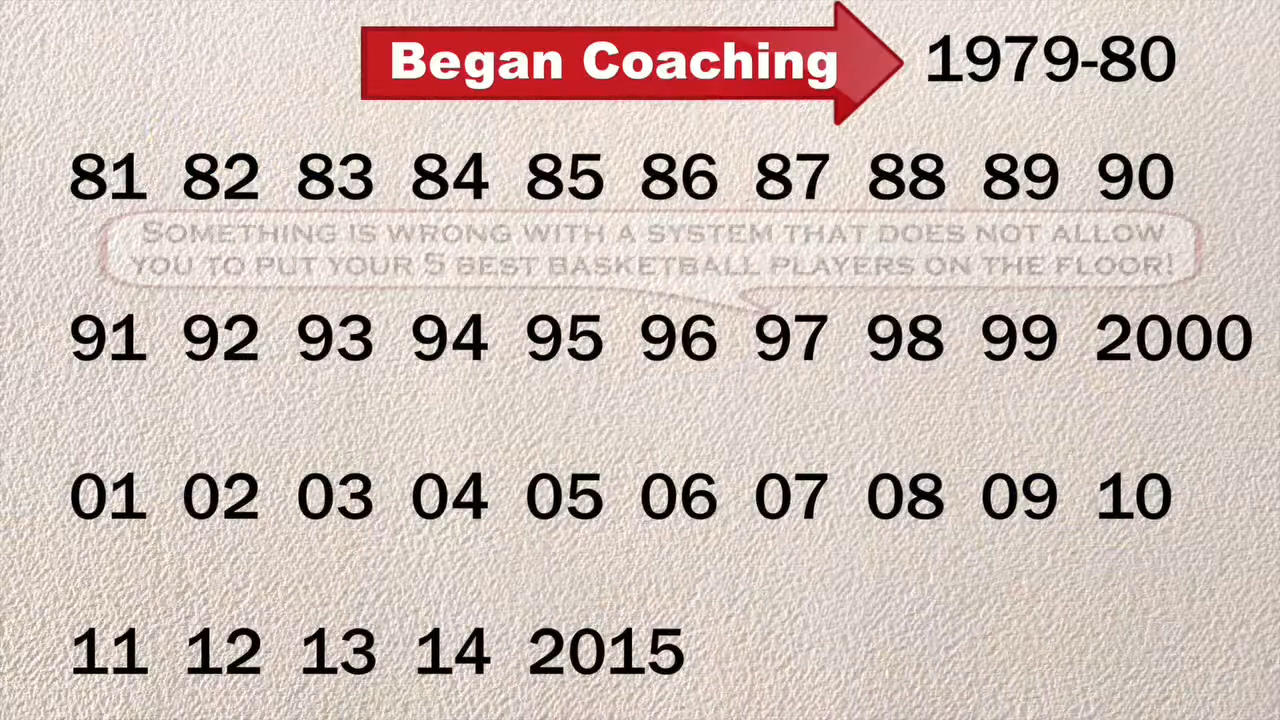 Began Coaching 1979-80
81 82 83 84 85 86 87 88 89 90
SOMETHING IS WRONG WITH A SYSTEM THAT DOES NOT ALLOW
YOU TO PUT YOUR 5 BEST BASKETBALL PLAYERS ON THE FLOOR!
91 92 93 94 95 96 97 98 99 2000
01 02 03 04 05 06 07 08 09 10
11 12 13 14 2015